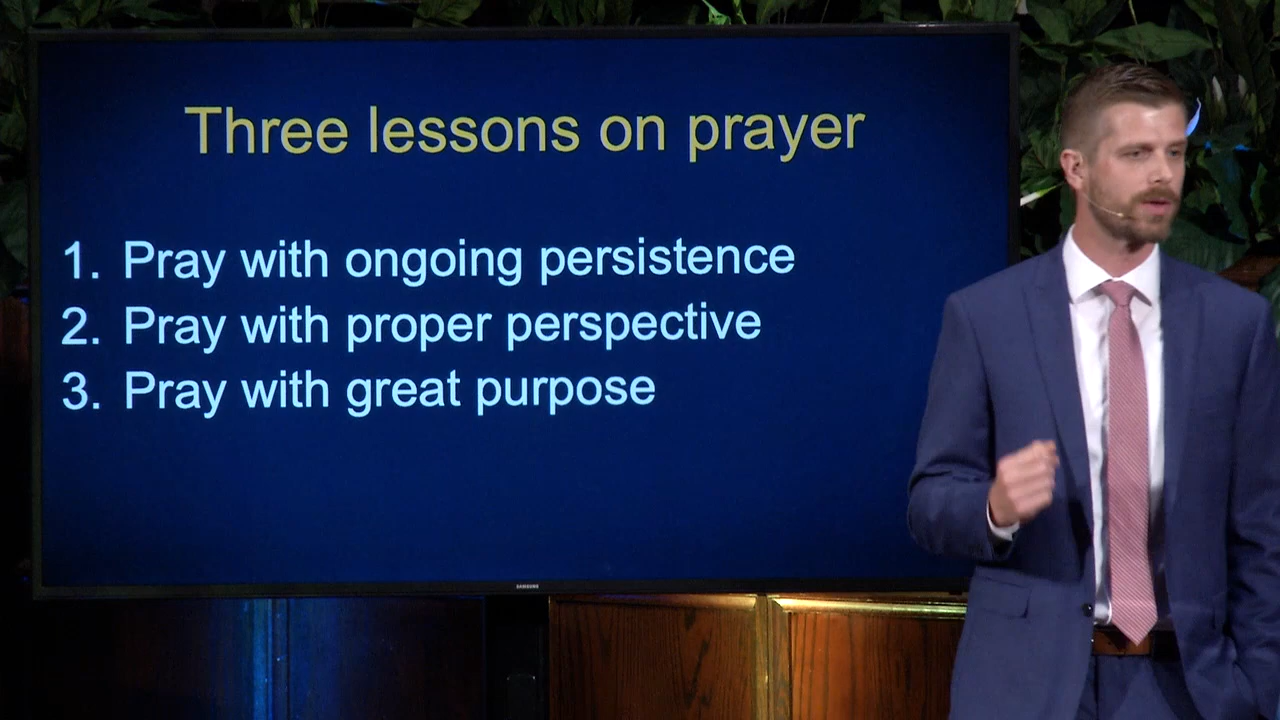 Three lessons on prayer
1. Pray with ongoing persistence
2. Pray with proper perspective
3. Pray with great purpose
SAMSUNG